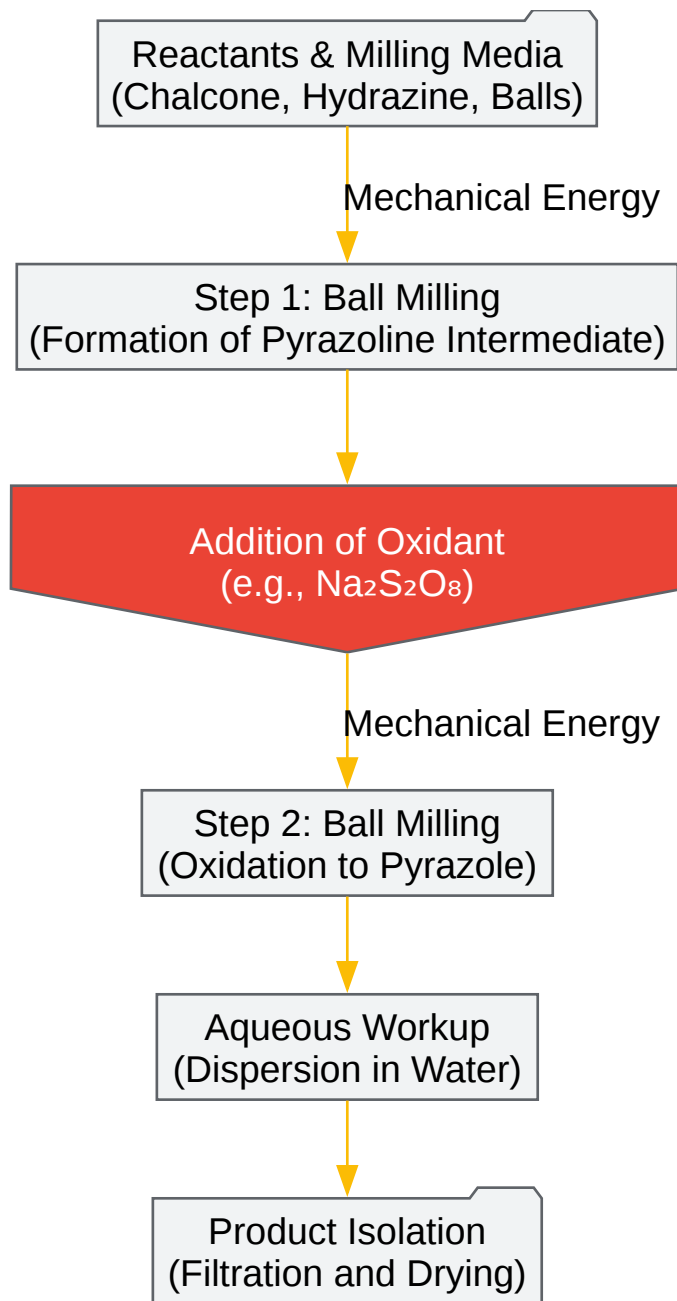 Reactants & Milling Media
(Chalcone, Hydrazine, Balls)
Mechanical Energy
Step 1: Ball Milling
(Formation of Pyrazoline Intermediate)
Addition of Oxidant
(e.g., Na₂S₂O₈)
Mechanical Energy
Step 2: Ball Milling
(Oxidation to Pyrazole)
Aqueous Workup
(Dispersion in Water)
Product Isolation
(Filtration and Drying)